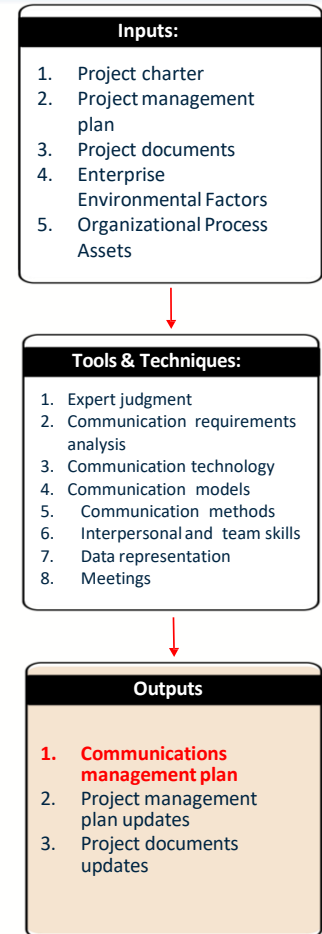 Inputs:
1. Project charter
2. Project management
plan
3. Project documents
4. Enterprise
Environmental Factors
5. Organizational Process
Assets
Tools & Techniques:
1. Expert judgment
2. Communication requirements
analysis
3. Communication technology
4. Communication models
5. Communication methods
6. Interpersonal and team skills
7. Data representation
8. Meetings
Outputs
1. Communications
management plan
2. Project management
plan updates
3. Project documents
updates